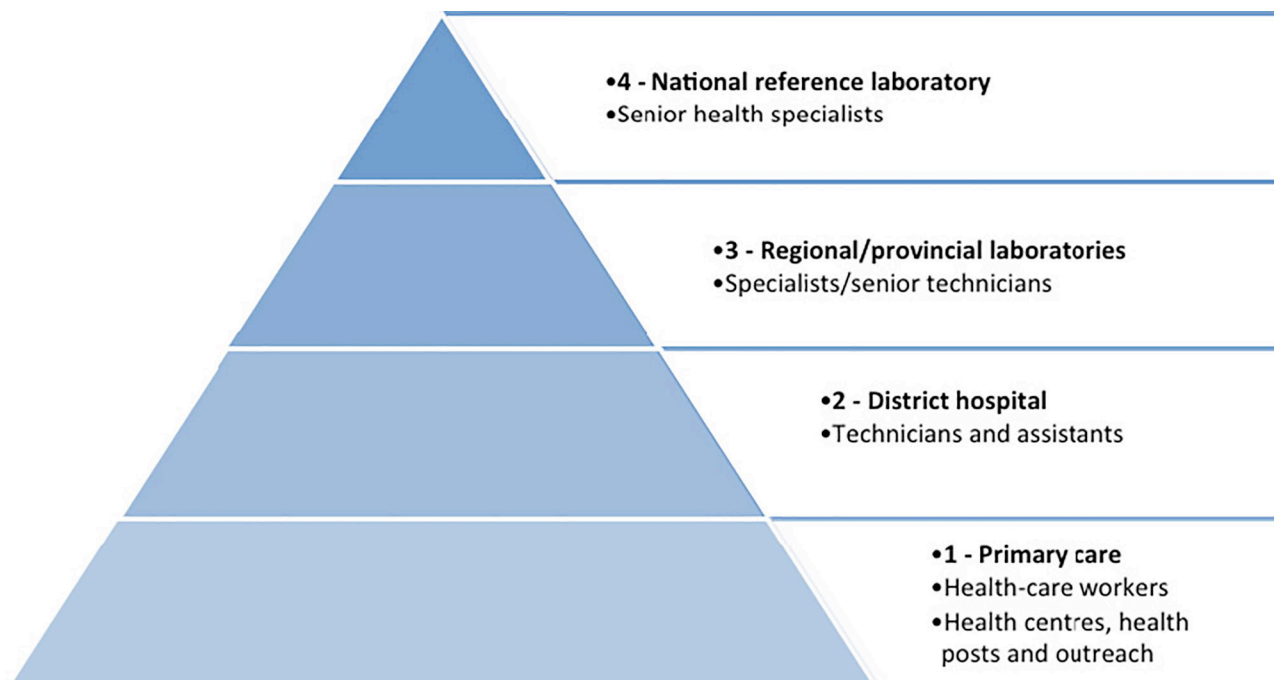 •4 - National reference laboratory
•Senior health specialists
•3 - Regional/provincial laboratories
•Specialists/senior technicians
•2 - District hospital
•Technicians and assistants
•1 - Primary care
•Health-care workers
•Health centres, health
posts and outreach